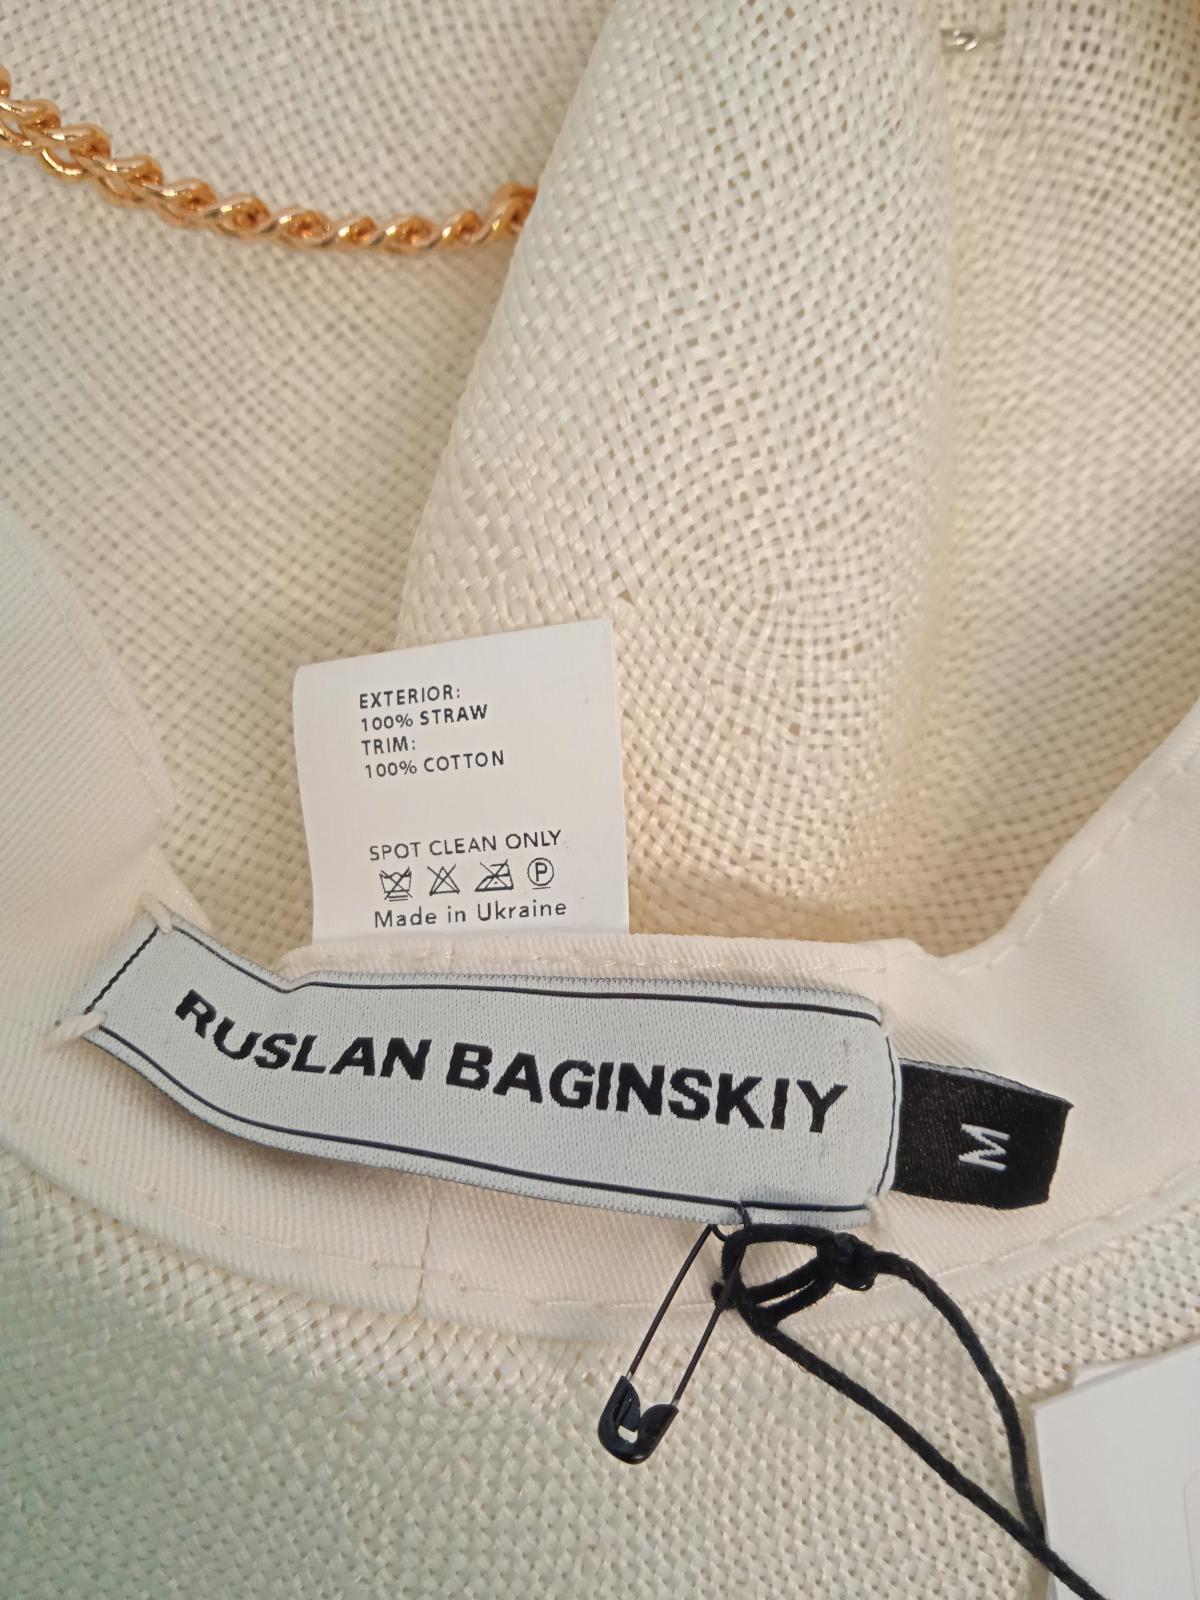 EXTERIOR:
100% STRAW
TRIM:
100% COTTON
SPOT CLEAN ONLY
P
Made in Ukraine
RUSLAN BAGINSKIY
M